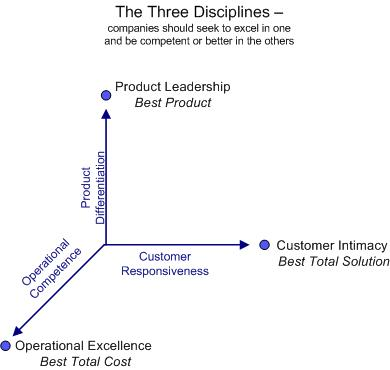 The Three Disciplines –
companies should seek to excel in one
and be competent or better in the others
Product Leadership
Best Product
Product
Differentiation
Operational
Competence
Customer
Responsiveness
Customer Intimacy
Best Total Solution
Operational Excellence
Best Total Cost